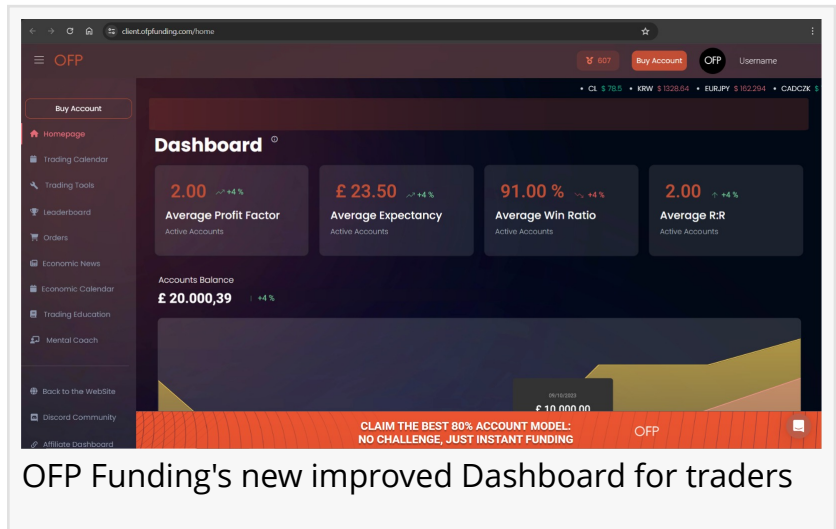 client.ofpfunding.com/home
OFP
607
Buy Account
OFP
Username
• CL $ 78.5 • KRW $ 1328.64 • EURJPY $ 162.294 • CADCZK $
Buy Account
Homepage
Trading Calendar
Trading Tools
Leaderboard
Orders
Economic News
Economic Calendar
Trading Education
Mental Coach
Back to the WebSite
Discord Community
Affiliate Dashboard
Dashboard
2.00 +4 %
Average Profit Factor
Active Accounts
£ 23.50 +4 %
Average Expectancy
Active Accounts
91.00 % +4 %
Average Win Ratio
Active Accounts
2.00 +4 %
Average R:R
Active Accounts
Accounts Balance
£ 20.000,39 +4 %
09/10/2023
£ 10,000.00
CLAIM THE BEST 80% ACCOUNT MODEL:
NO CHALLENGE, JUST INSTANT FUNDING
OFP
OFP Funding's new improved Dashboard for traders